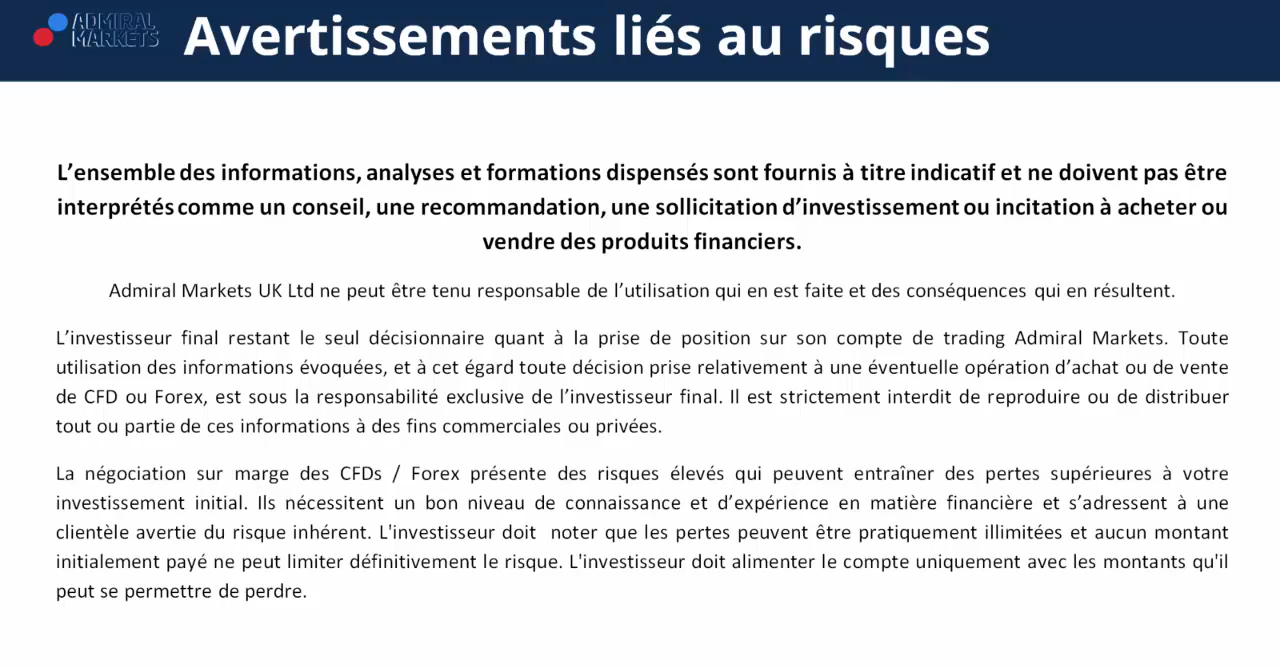 ADMIRAL
MARKETS
Avertissements liés au risques
L’ensemble des informations, analyses et formations dispensés sont fournis à titre indicatif et ne doivent pas être
interprétés comme un conseil, une recommandation, une sollicitation d’investissement ou incitation à acheter ou
vendre des produits financiers.
Admiral Markets UK Ltd ne peut être tenu responsable de l’utilisation qui en est faite et des conséquences qui en résultent.
L’investisseur final restant le seul décisionnaire quant à la prise de position sur son compte de trading Admiral Markets. Toute
utilisation des informations évoquées, et à cet égard toute décision prise relativement à une éventuelle opération d’achat ou de vente
de CFD ou Forex, est sous la responsabilité exclusive de l’investisseur final. Il est strictement interdit de reproduire ou de distribuer
tout ou partie de ces informations à des fins commerciales ou privées.
La négociation sur marge des CFDs / Forex présente des risques élevés qui peuvent entraîner des pertes supérieures à votre
investissement initial. Ils nécessitent un bon niveau de connaissance et d’expérience en matière financière et s’adressent à une
clientèle avertie du risque inhérent. L'investisseur doit noter que les pertes peuvent être pratiquement illimitées et aucun montant
initialement payé ne peut limiter définitivement le risque. L'investisseur doit alimenter le compte uniquement avec les montants qu'il
peut se permettre de perdre.